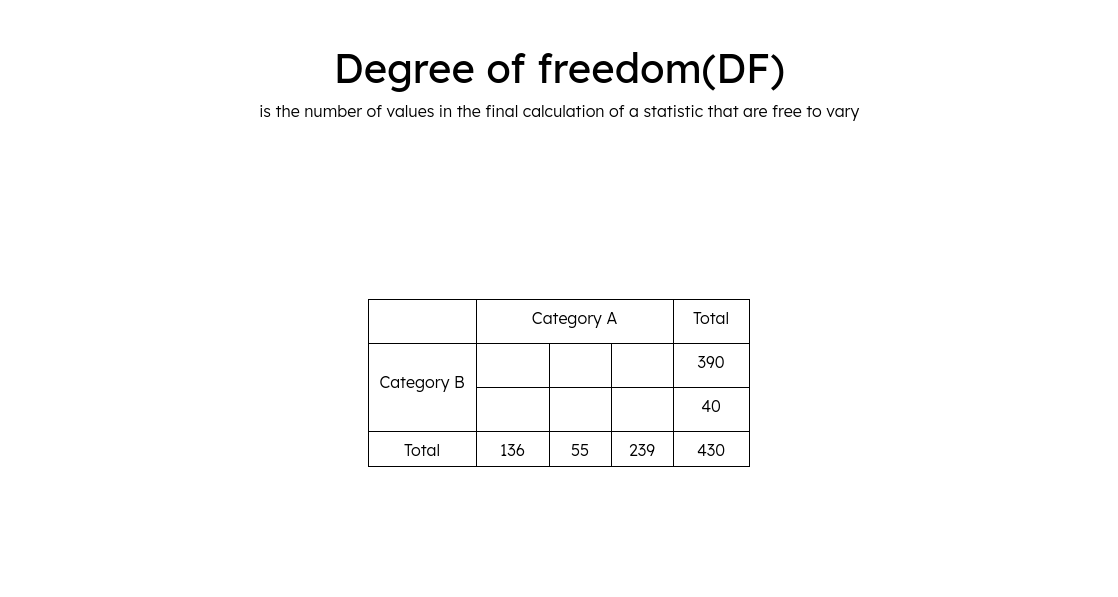 Degree of freedom(DF)
is the number of values in the final calculation of a statistic that are free to vary
Category A Total
390
Category B
40
Total 136 55 239 430